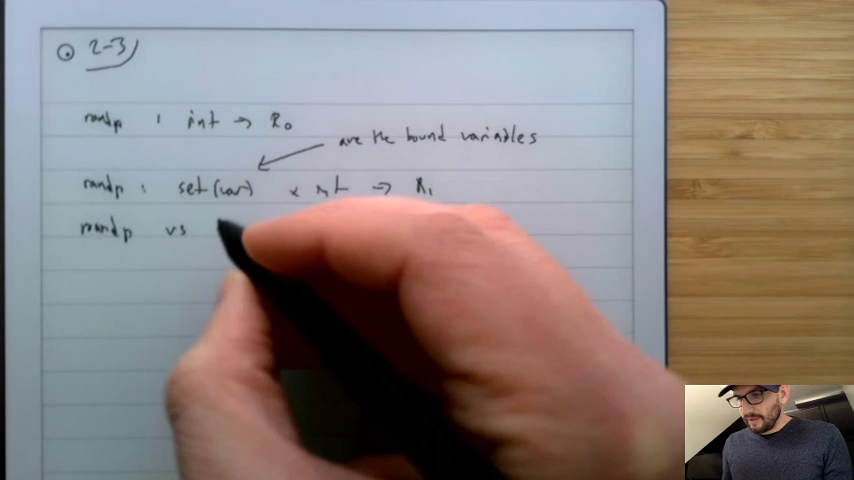 ⊙ 2-3
randp : int → R₀
are the bound variables
randp : set(var) × int → R₁
randp vs